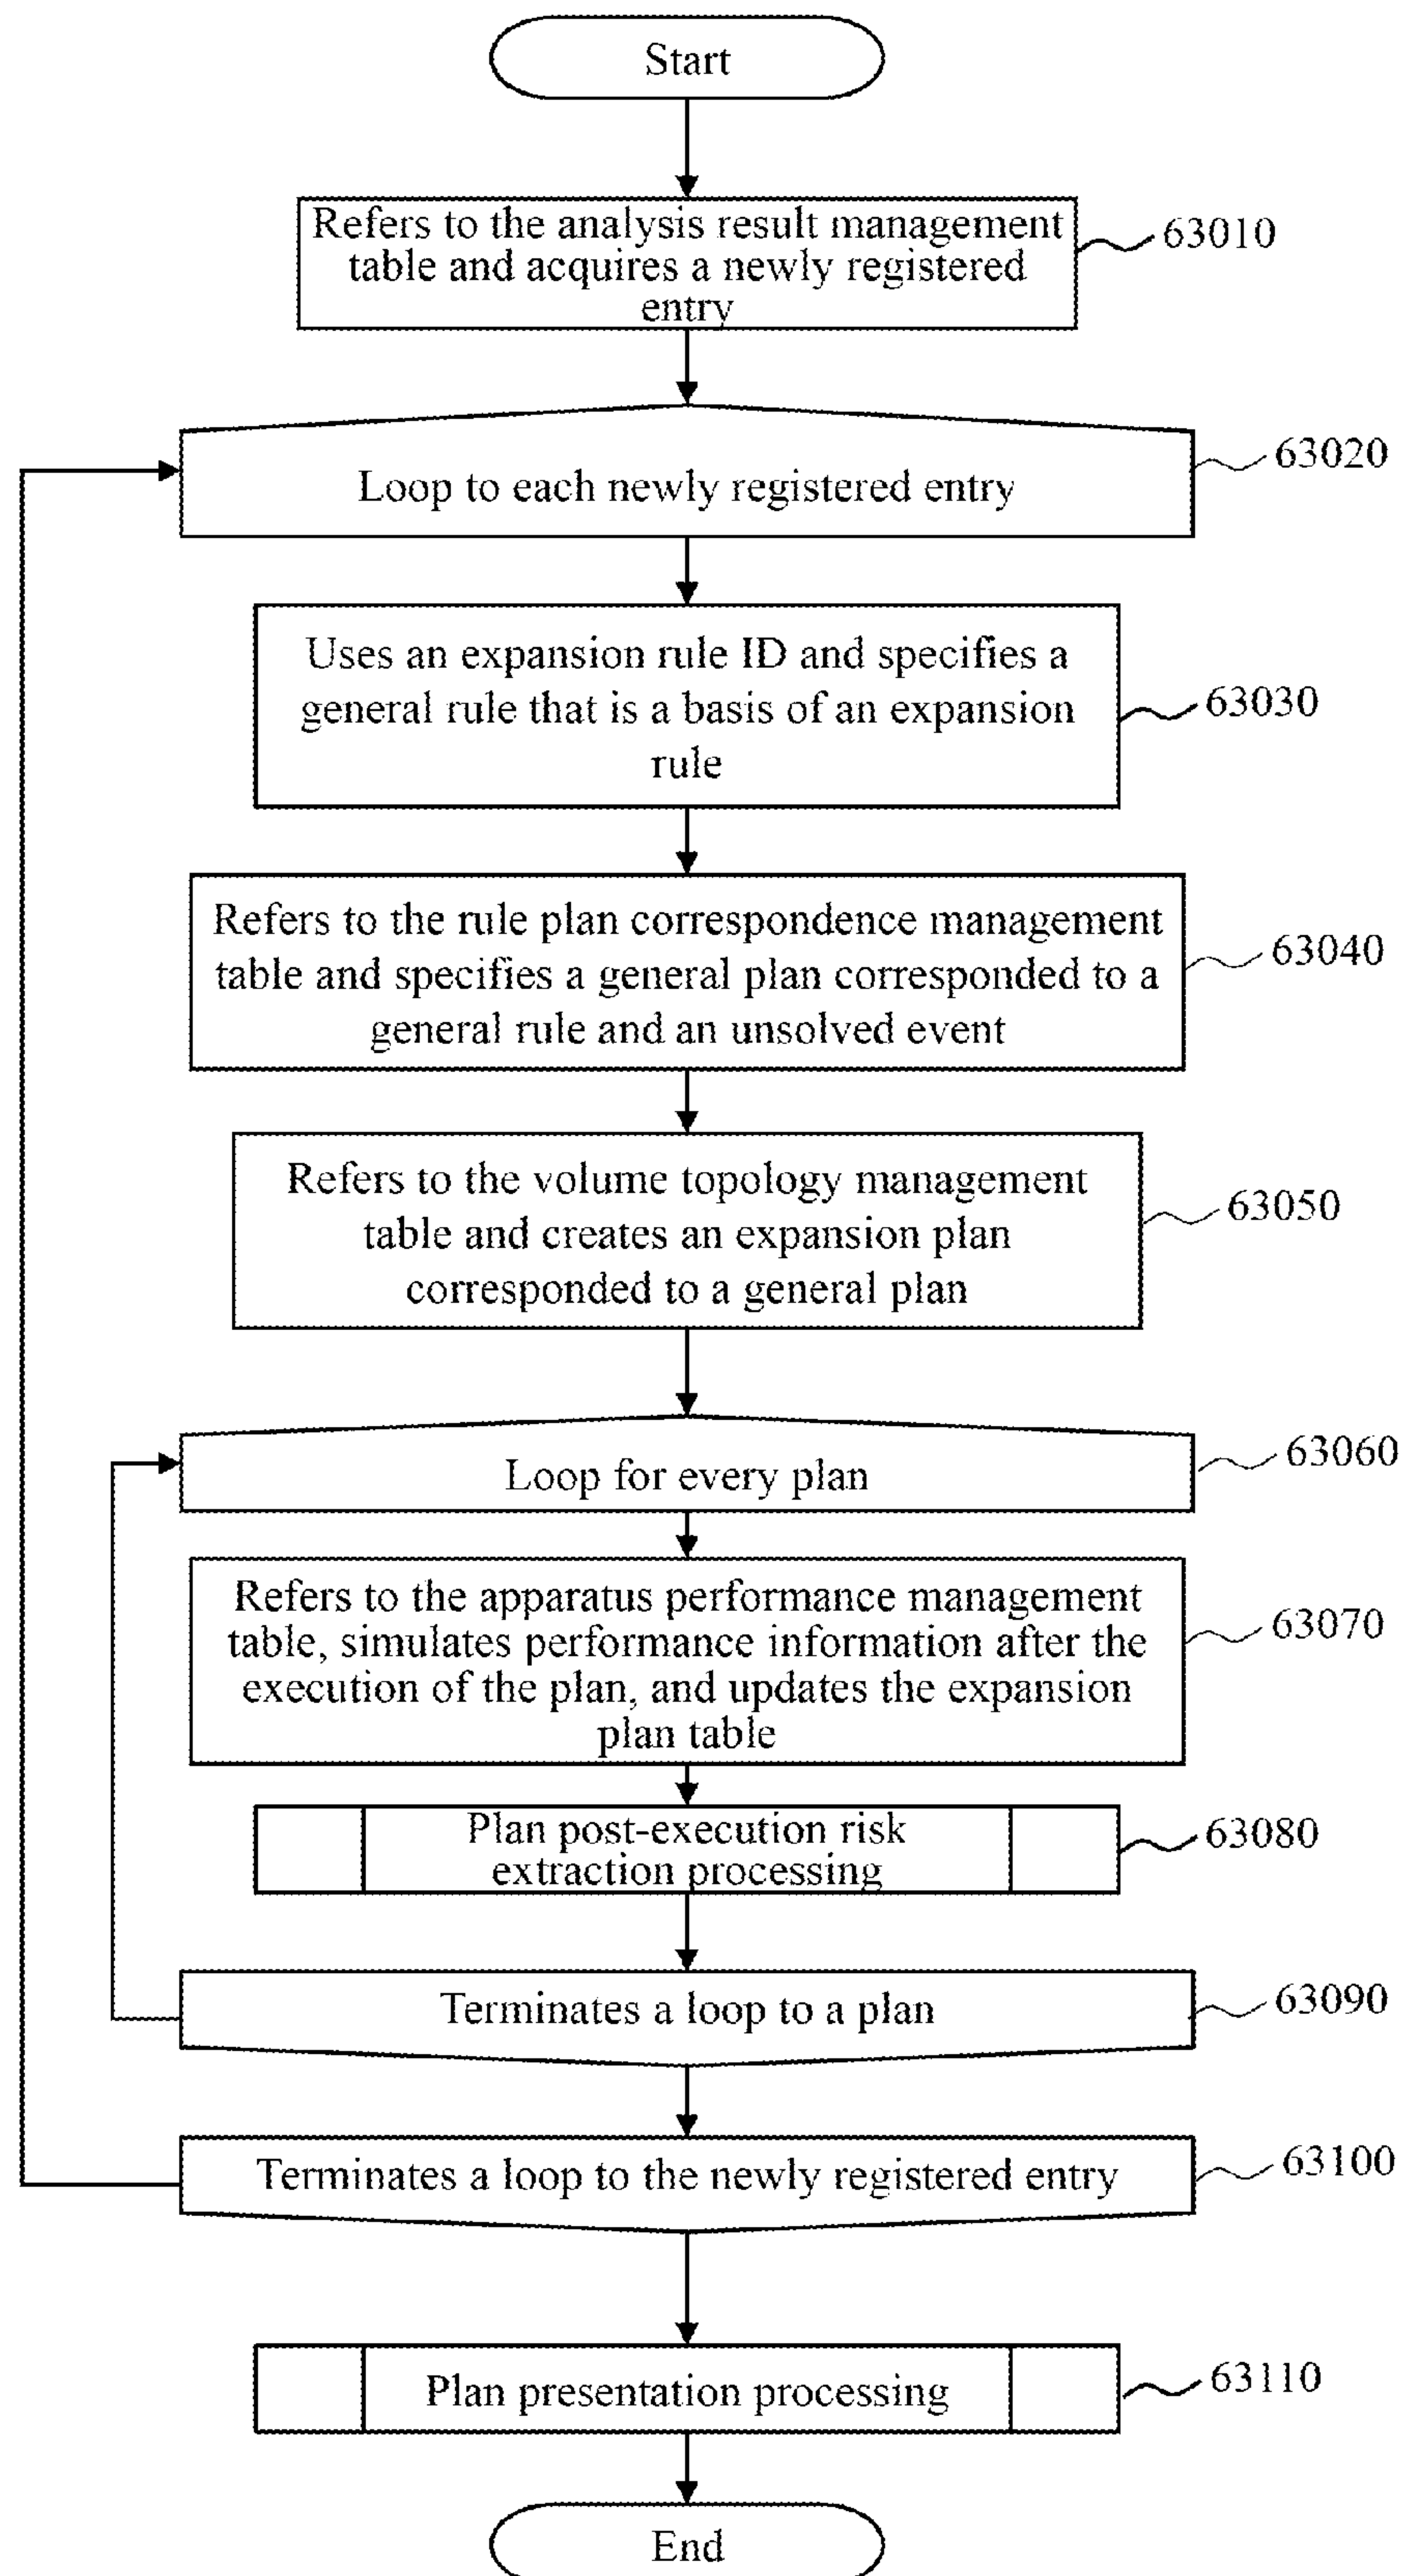 Start
Refers to the analysis result management
table and acquires a newly registered
entry
63010
Loop to each newly registered entry
63020
Uses an expansion rule ID and specifies a
general rule that is a basis of an expansion
rule
63030
Refers to the rule plan correspondence management
table and specifies a general plan corresponded to a
general rule and an unsolved event
63040
Refers to the volume topology management
table and creates an expansion plan
corresponded to a general plan
63050
Loop for every plan
63060
Refers to the apparatus performance management
table, simulates performance information after the
execution of the plan, and updates the expansion
plan table
63070
Plan post-execution risk
extraction processing
63080
Terminates a loop to a plan
63090
Terminates a loop to the newly registered entry
63100
Plan presentation processing
63110
End